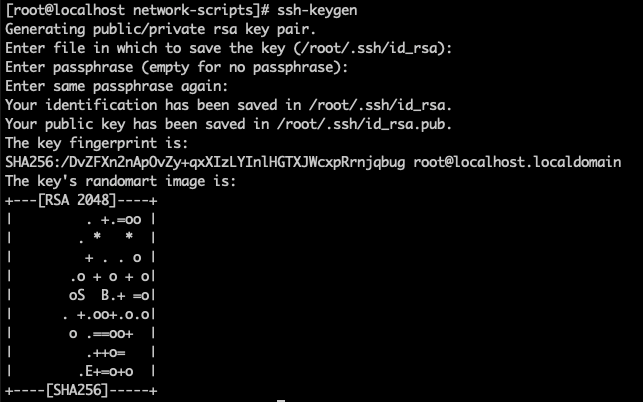 [root@localhost network-scripts]# ssh-keygen
Generating public/private rsa key pair.
Enter file in which to save the key (/root/.ssh/id_rsa):
Enter passphrase (empty for no passphrase):
Enter same passphrase again:
Your identification has been saved in /root/.ssh/id_rsa.
Your public key has been saved in /root/.ssh/id_rsa.pub.
The key fingerprint is:
SHA256:/DvZFXn2nApOvZy+qxXIzLYInlHGTXJWcxpRrnjqbug root@localhost.localdomain
The key's randomart image is:
+---[RSA 2048]----+
|         . +.=oo |
|        . *   *  |
|         + . . o |
|       .o + o + o|
|       oS  B.+ =o|
|      . +.oo+.o.o|
|       o .==oo+  |
|         .++o=   |
|        .E+=o+o  |
+----[SHA256]-----+